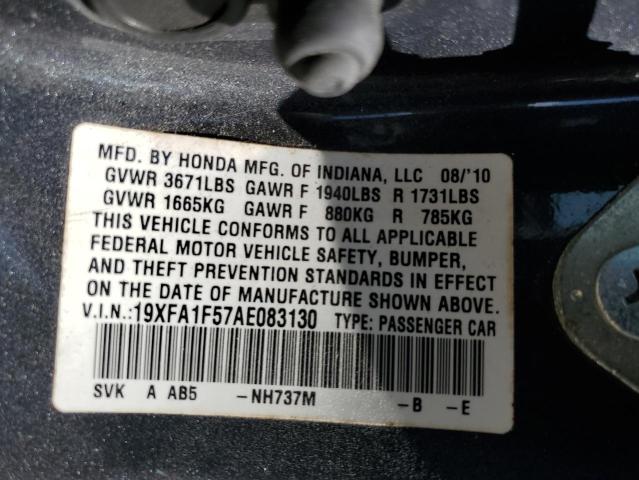 MFD. BY HONDA MFG. OF INDIANA, LLC 08/'10
GVWR 3671LBS GAWR F 1940LBS R 1731LBS
GVWR 1665KG GAWR F 880KG R 785KG
THIS VEHICLE CONFORMS TO ALL APPLICABLE
FEDERAL MOTOR VEHICLE SAFETY, BUMPER,
AND THEFT PREVENTION STANDARDS IN EFFECT
ON THE DATE OF MANUFACTURE SHOWN ABOVE.
V.I.N.:19XFA1F57AE083130 TYPE: PASSENGER CAR
SVK A AB5 -NH737M -B -E